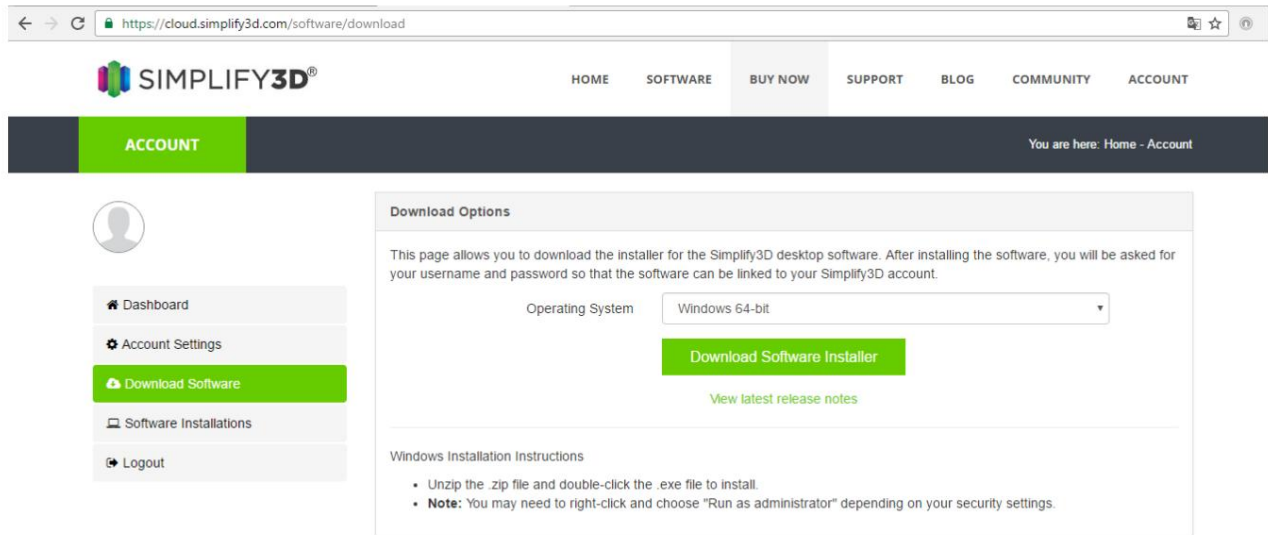 https://cloud.simplify3d.com/software/download
SIMPLIFY3D®
HOME SOFTWARE BUY NOW SUPPORT BLOG COMMUNITY ACCOUNT
ACCOUNT
You are here: Home - Account
Dashboard
Account Settings
Download Software
Software Installations
Logout
Download Options
This page allows you to download the installer for the Simplify3D desktop software. After installing the software, you will be asked for
your username and password so that the software can be linked to your Simplify3D account.
Operating System Windows 64-bit
Download Software Installer
View latest release notes
Windows Installation Instructions
• Unzip the .zip file and double-click the .exe file to install.
• Note: You may need to right-click and choose "Run as administrator" depending on your security settings.